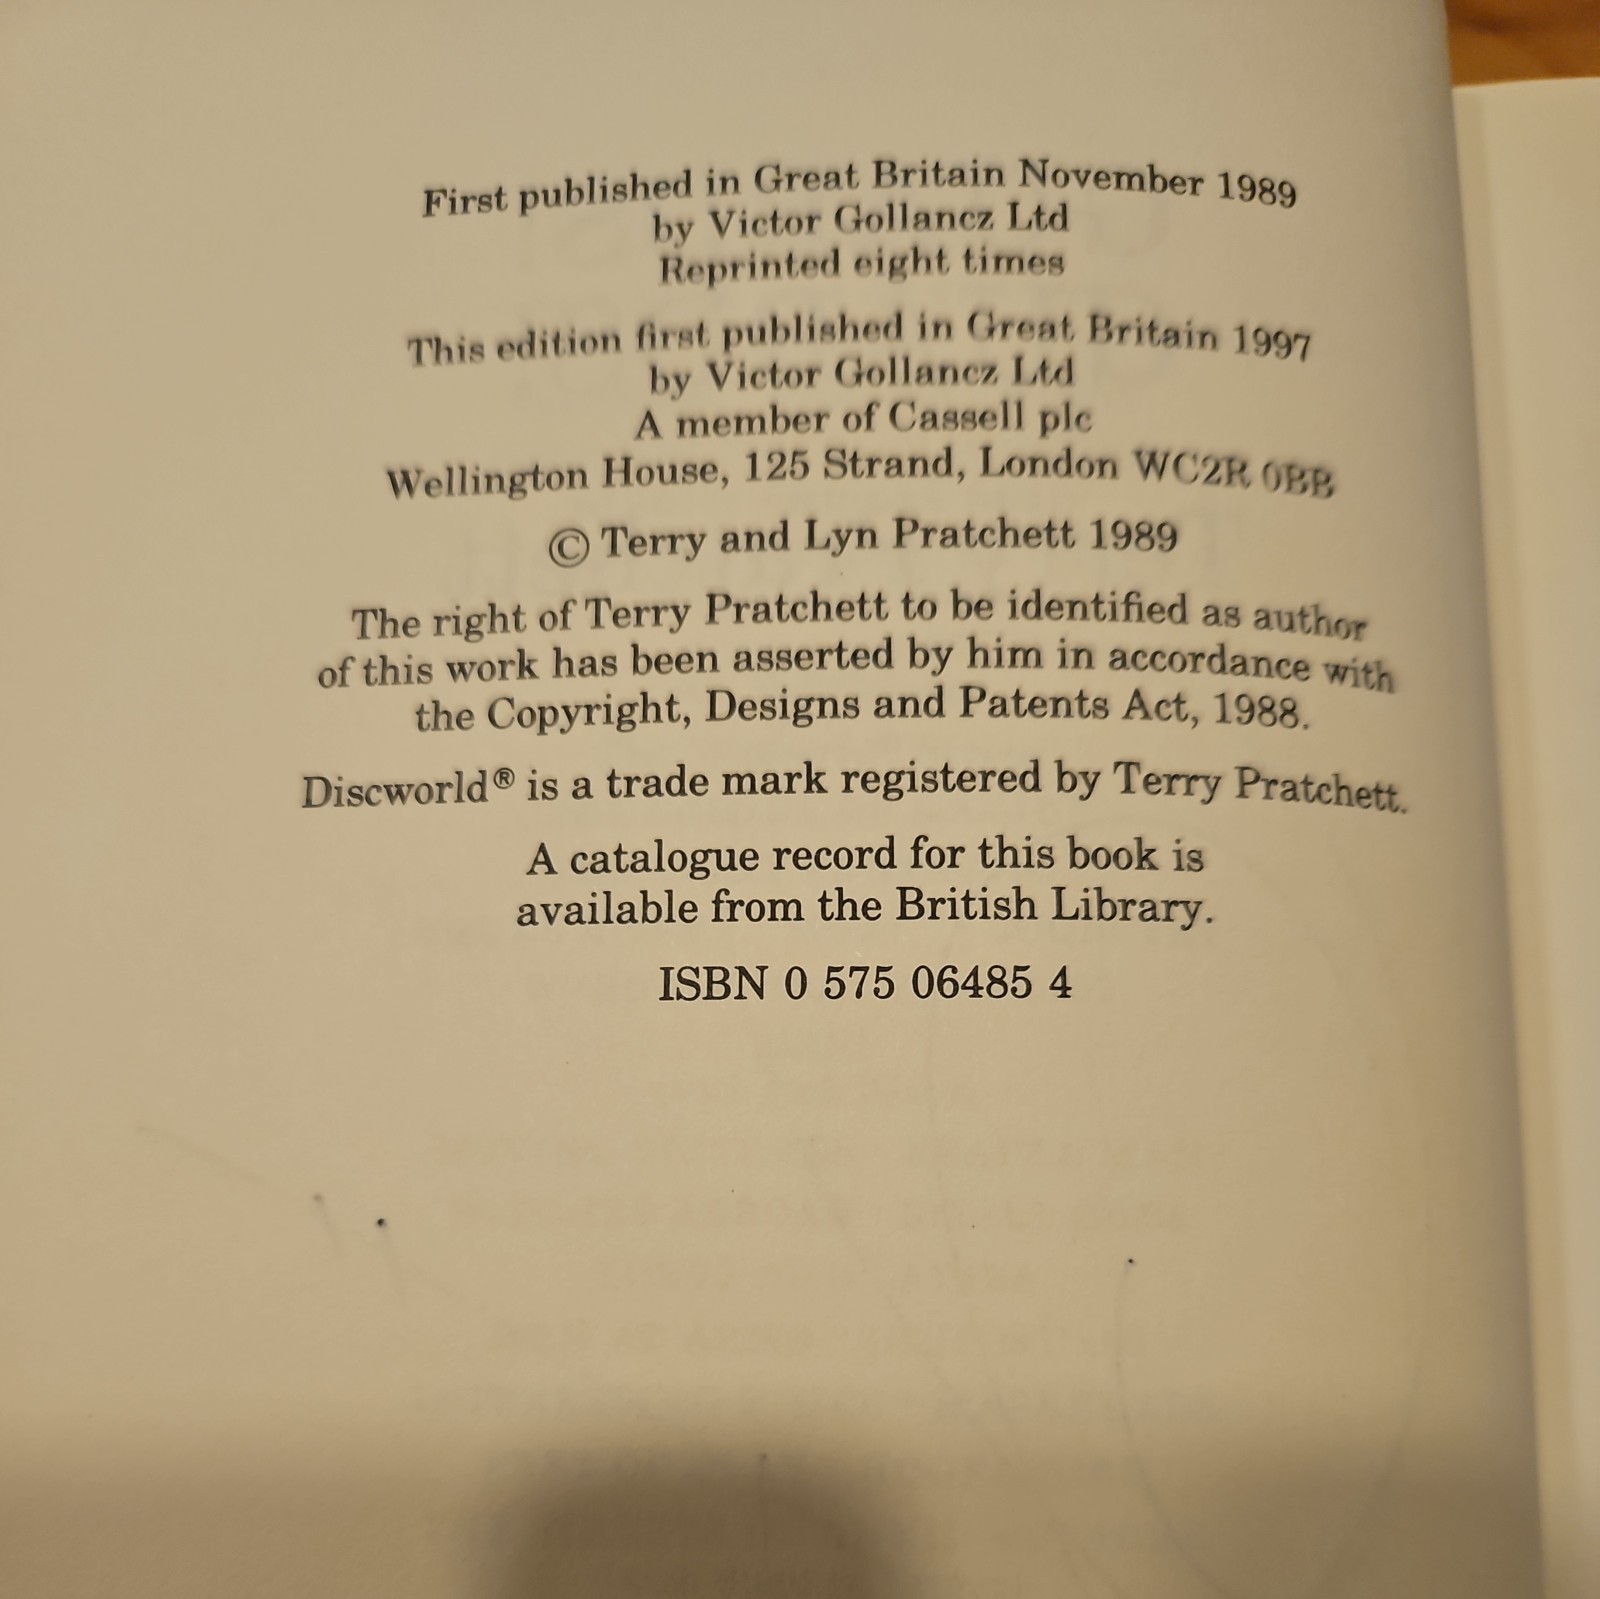 First published in Great Britain November 1989
by Victor Gollancz Ltd
Reprinted eight times
This edition first published in Great Britain 1997
by Victor Gollancz Ltd
A member of Cassell plc
Wellington House, 125 Strand, London WC2R 0BB
© Terry and Lyn Pratchett 1989
The right of Terry Pratchett to be identified as author
of this work has been asserted by him in accordance with
the Copyright, Designs and Patents Act, 1988.
Discworld® is a trade mark registered by Terry Pratchett.
A catalogue record for this book is
available from the British Library.
ISBN 0 575 06485 4